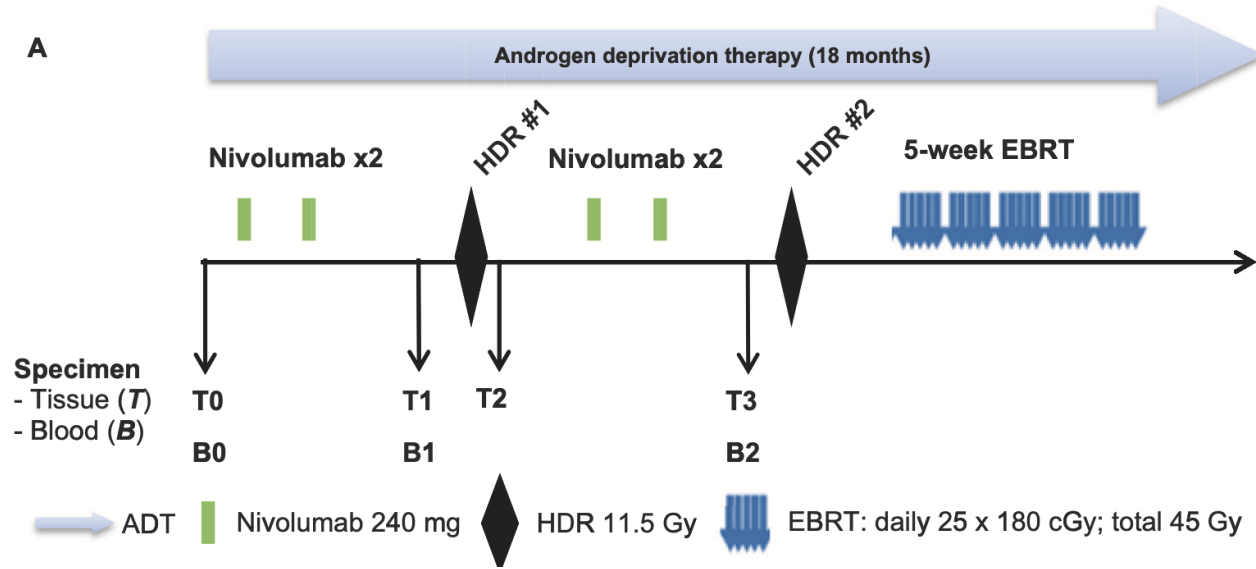 A
Androgen deprivation therapy (18 months)
HDR #1
HDR #2
Nivolumab x2
Nivolumab x2
5-week EBRT
Specimen
- Tissue (T)
- Blood (B)
T0
T1
T2
T3
B0
B1
B2
ADT
Nivolumab 240 mg
HDR 11.5 Gy
EBRT: daily 25 x 180 cGy; total 45 Gy